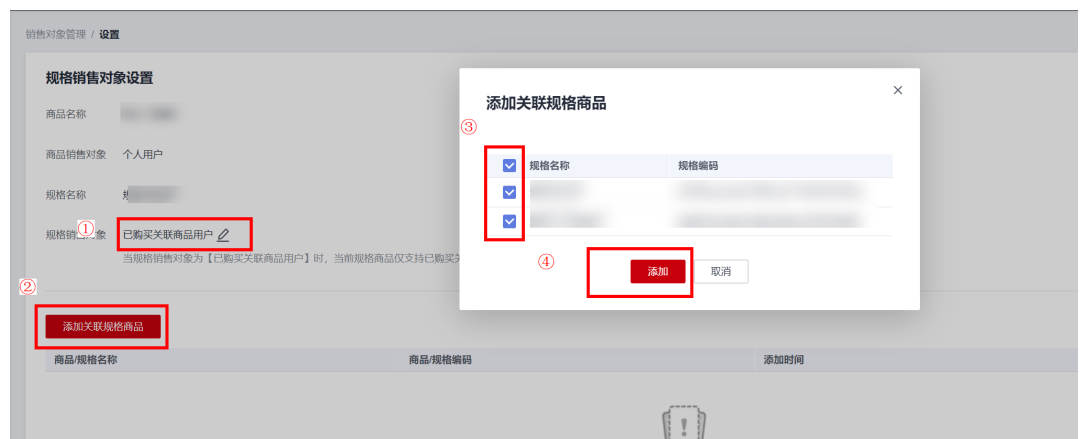 销售对象管理 / 设置
规格销售对象设置
商品名称
商品销售对象 个人用户
规格名称
①
规格销售对象 已购买关联商品用户
当规格销售对象为【已购买关联商品用户】时，当前规格商品仅支持已购买关
②
添加关联规格商品
商品/规格名称 商品/规格编码 添加时间
添加关联规格商品
③
规格名称 规格编码
④
添加 取消